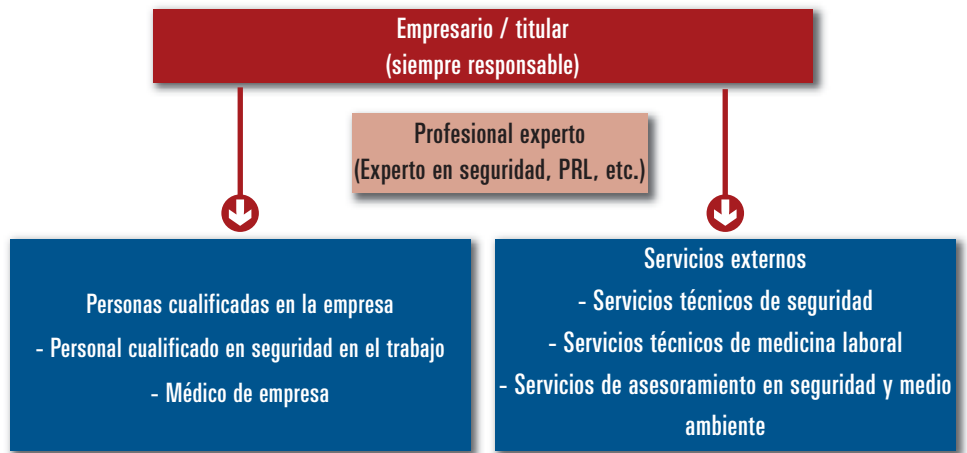 Empresario / titular
(siempre responsable)
Profesional experto
(Experto en seguridad, PRL, etc.)
Personas cualificadas en la empresa
- Personal cualificado en seguridad en el trabajo
- Médico de empresa
Servicios externos
- Servicios técnicos de seguridad
- Servicios técnicos de medicina laboral
- Servicios de asesoramiento en seguridad y medio
ambiente